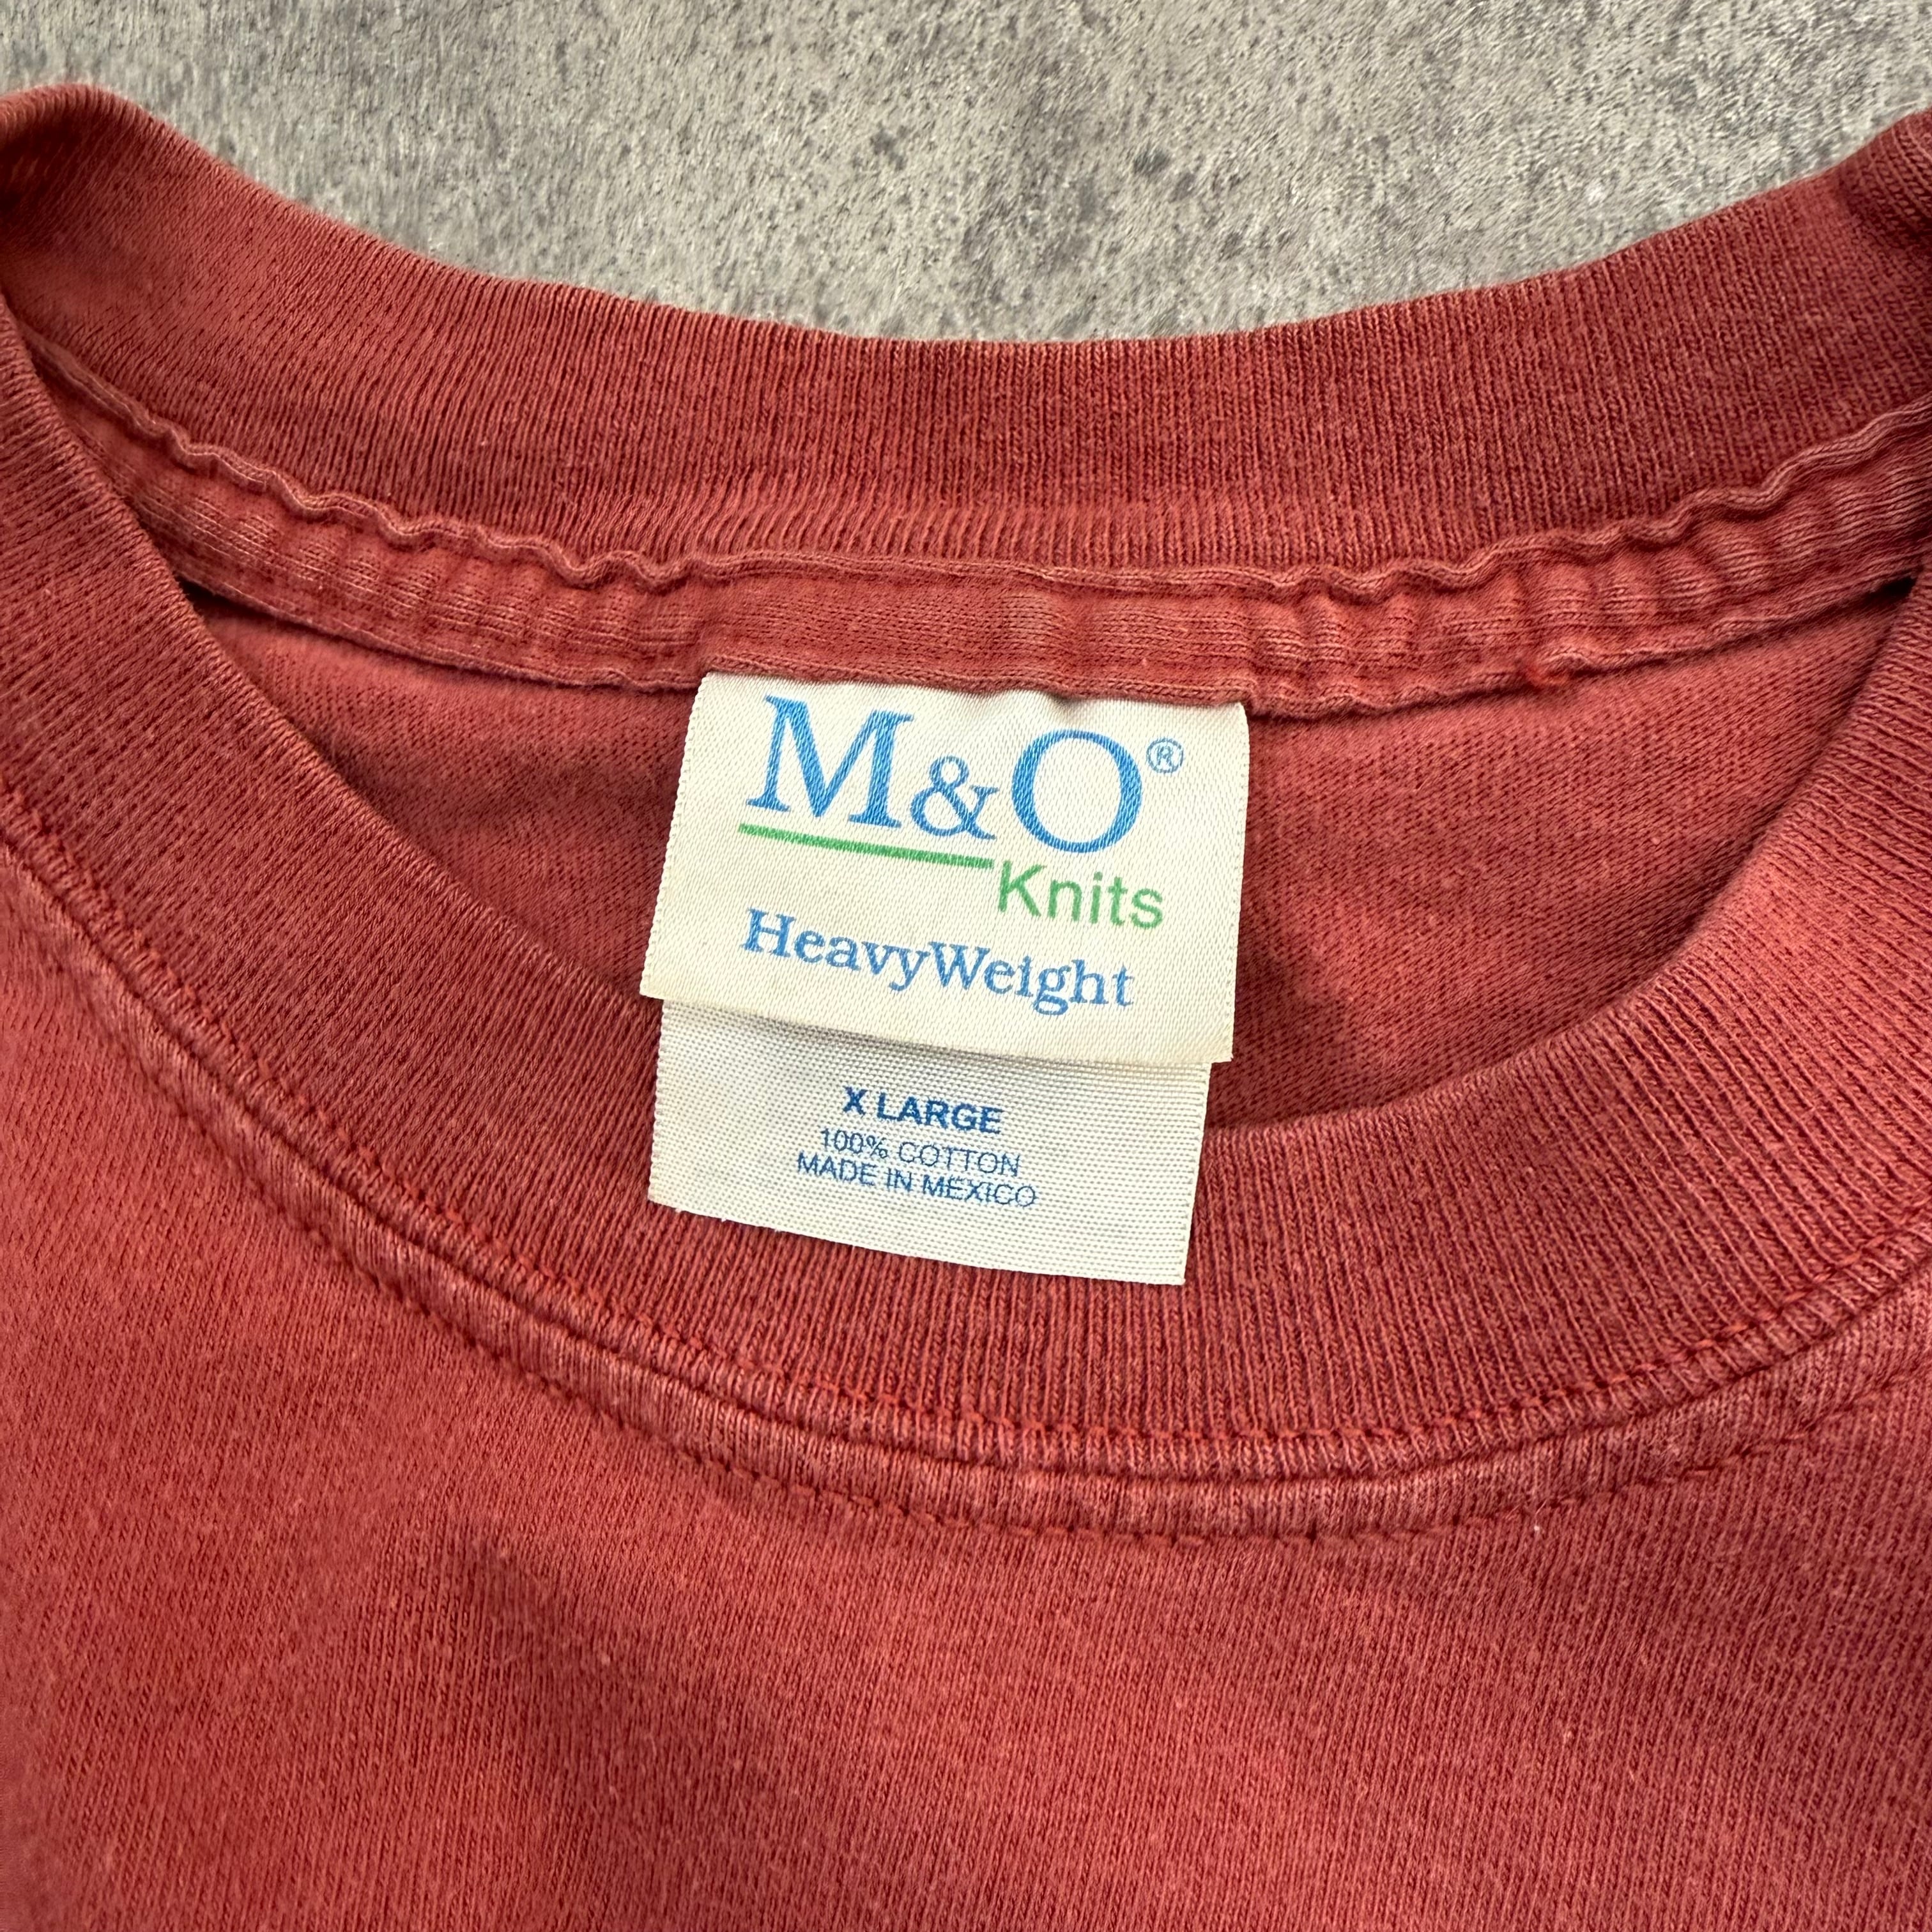 M&O®
Knits
HeavyWeight
X LARGE
100% COTTON
MADE IN MEXICO